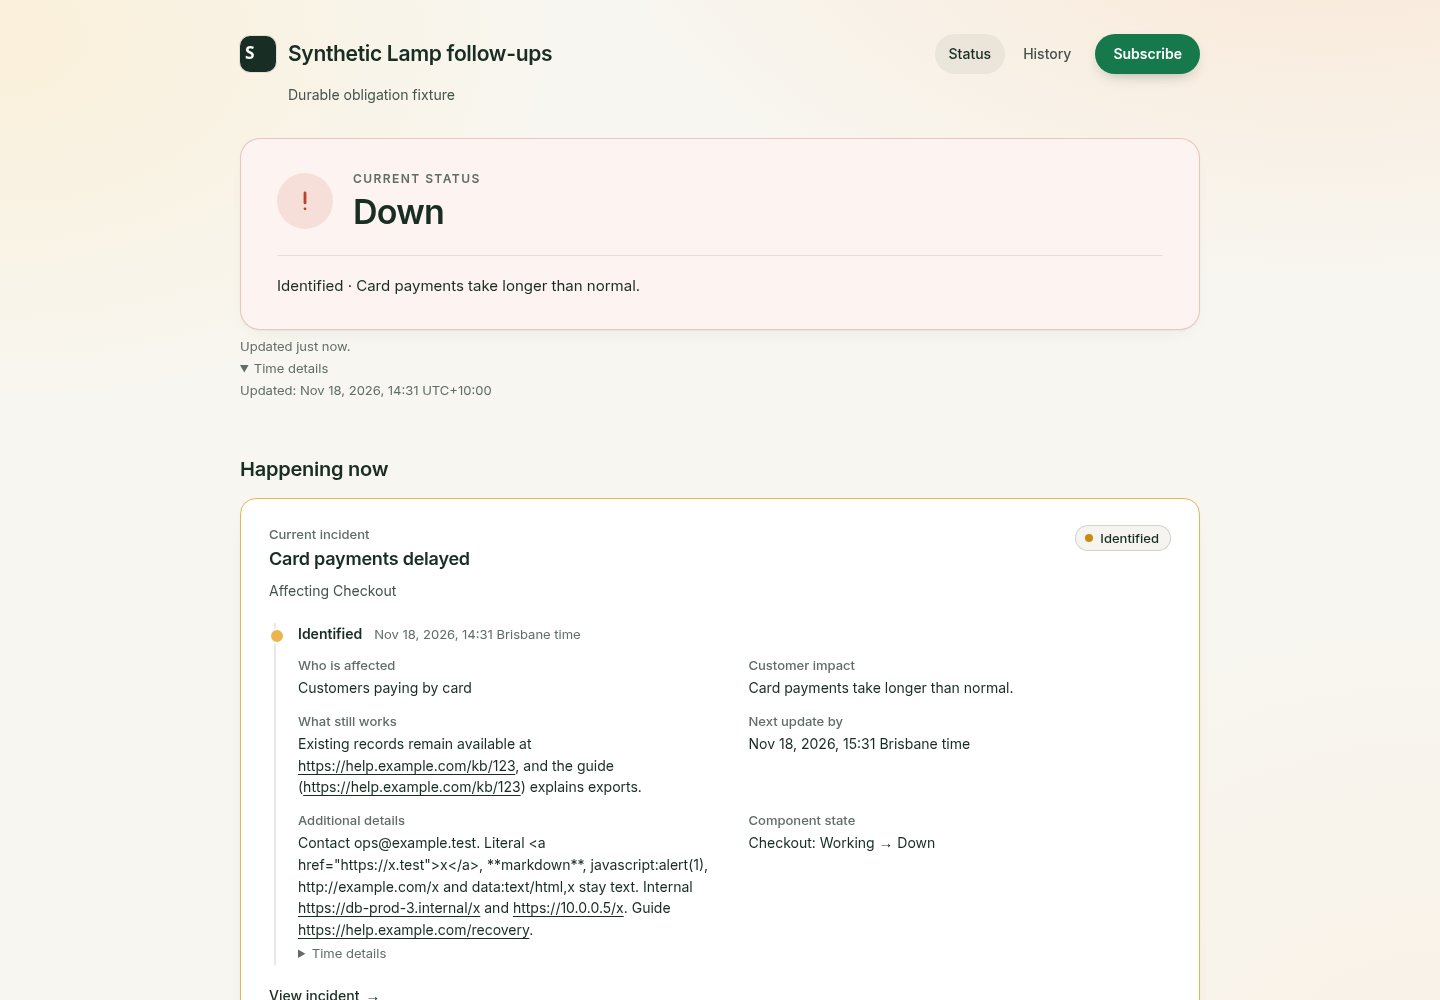 S
Synthetic Lamp follow-ups
Status
History
Subscribe
Durable obligation fixture
CURRENT STATUS
Down
Identified · Card payments take longer than normal.
Updated just now.
Time details
Updated: Nov 18, 2026, 14:31 UTC+10:00
Happening now
Current incident
Identified
Card payments delayed
Affecting Checkout
Identified Nov 18, 2026, 14:31 Brisbane time
Who is affected
Customers paying by card
Customer impact
Card payments take longer than normal.
What still works
Existing records remain available at
https://help.example.com/kb/123, and the guide
(https://help.example.com/kb/123) explains exports.
Next update by
Nov 18, 2026, 15:31 Brisbane time
Additional details
Contact ops@example.test. Literal <a
href="https://x.test">x</a>, **markdown**, javascript:alert(1),
http://example.com/x and data:text/html,x stay text. Internal
https://db-prod-3.internal/x and https://10.0.0.5/x. Guide
https://help.example.com/recovery.
Component state
Checkout: Working → Down
Time details
View incident →